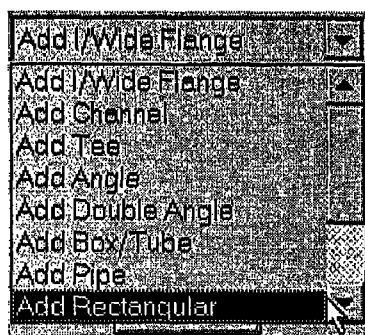 Add I/Wide Flange
Add I/Wide Flange
Add Channel
Add Tee
Add Angle
Add Double Angle
Add Box/Tube
Add Pipe
Add Rectangular